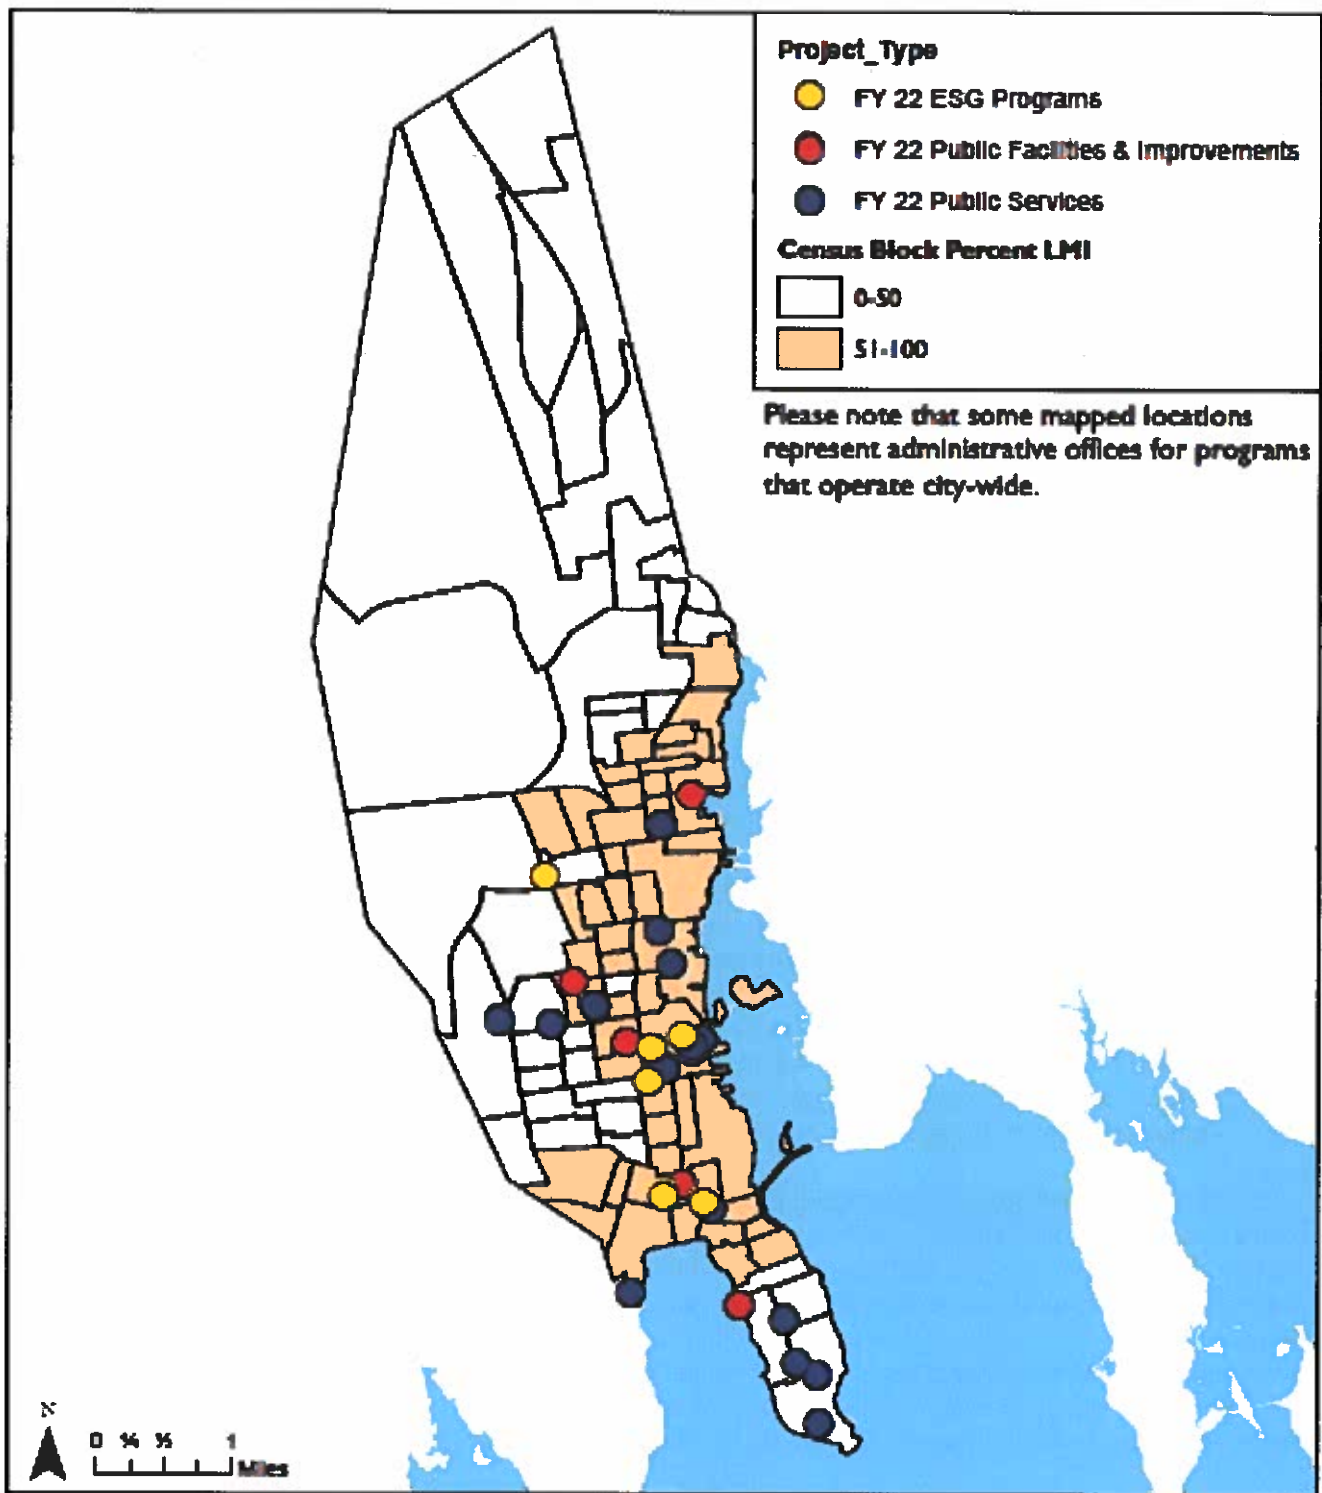 Project_Type
FY 22 ESG Programs
FY 22 Public Facilities & Improvements
FY 22 Public Services
Census Block Percent LMI
0-50
51-100
Please note that some mapped locations
represent administrative offices for programs
that operate city-wide.
N
0 ¼ ½ 1
Miles